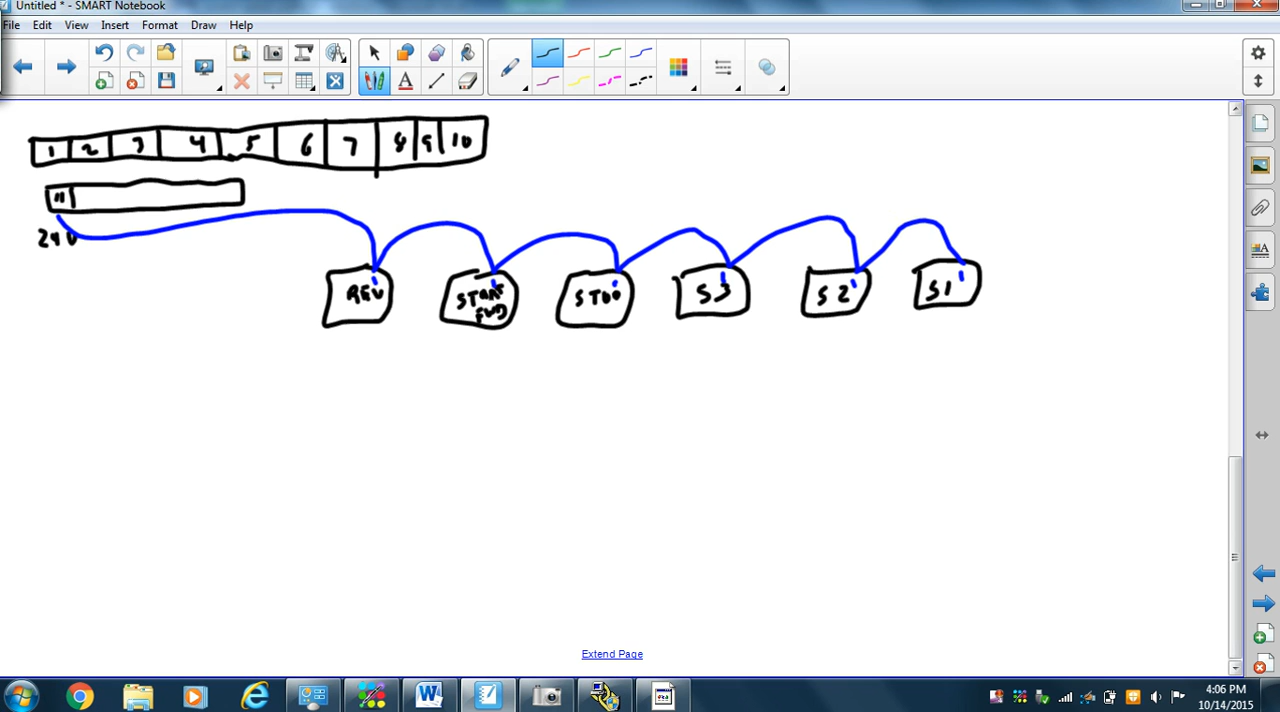 Untitled * - SMART Notebook
File Edit View Insert Format Draw Help
1 2 3 4 5 6 7 8 9 10
11
24V
REV START FWD STOP S3 S2 S1
Extend Page
4:06 PM
10/14/2015